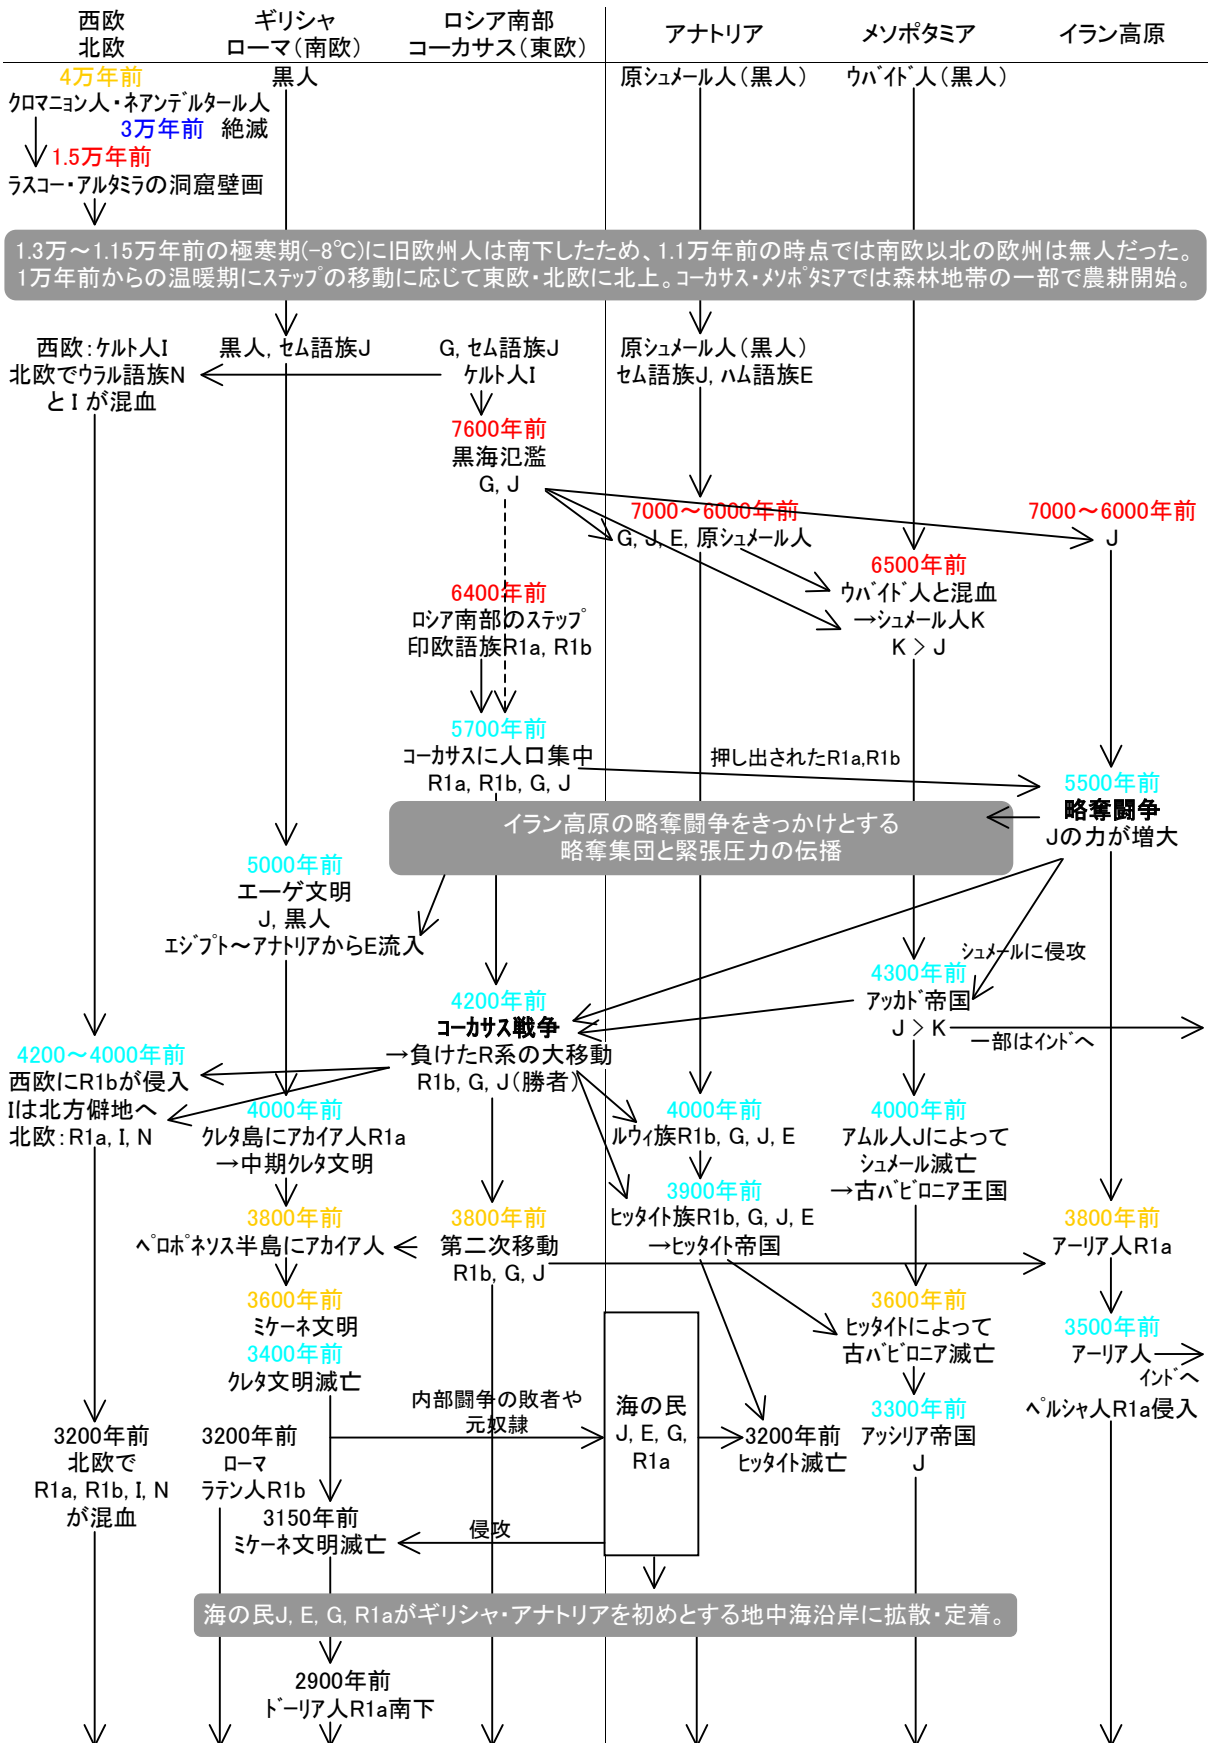 西欧
北欧
ギリシャ
ローマ(南欧)
ロシア南部
コーカサス(東欧)
アナトリア
メソポタミア
イラン高原
4万年前
クロマニョン人・ネアンデルタール人
3万年前 絶滅
1.5万年前
ラスコー・アルタミラの洞窟壁画
黒人
原シュメール人(黒人)
ウバイド人(黒人)
1.3万～1.15万年前の極寒期(-8℃)に旧欧州人は南下したため、1.1万年前の時点では南欧以北の欧州は無人だった。
1万年前からの温暖期にステップの移動に応じて東欧・北欧に北上。コーカサス・メソポタミアでは森林地帯の一部で農耕開始。
西欧:ケルト人I
北欧でウラル語族N
と I が混血
黒人, セム語族J
G, セム語族J
ケルト人I
原シュメール人(黒人)
セム語族J, ハム語族E
7600年前
黒海氾濫
G, J
7000～6000年前
G, J, E, 原シュメール人
7000～6000年前
J
6500年前
ウバイド人と混血
→シュメール人K
K > J
6400年前
ロシア南部のステップ
印欧語族R1a, R1b
5700年前
コーカサスに人口集中
R1a, R1b, G, J
押し出されたR1a,R1b
5500年前
略奪闘争
Jの力が増大
イラン高原の略奪闘争をきっかけとする
略奪集団と緊張圧力の伝播
5000年前
エーゲ文明
J, 黒人
エジプト～アナトリアからE流入
シュメールに侵攻
4300年前
アッカド帝国
J > K
一部はインドへ
4200年前
コーカサス戦争
→負けたR系の大移動
R1b, G, J(勝者)
4200～4000年前
西欧にR1bが侵入
Iは北方僻地へ
北欧:R1a, I, N
4000年前
クレタ島にアカイア人R1a
→中期クレタ文明
4000年前
ルウィ族R1b, G, J, E
4000年前
アムル人Jによって
シュメール滅亡
→古バビロニア王国
3900年前
ヒッタイト族R1b, G, J, E
→ヒッタイト帝国
3800年前
ペロポネソス半島にアカイア人
3800年前
第二次移動
R1b, G, J
3800年前
アーリア人R1a
3600年前
ミケーネ文明
3400年前
クレタ文明滅亡
3600年前
ヒッタイトによって
古バビロニア滅亡
3500年前
アーリア人
インドへ
ペルシャ人R1a侵入
内部闘争の敗者や
元奴隷
海の民
J, E, G,
R1a
3200年前
ヒッタイト滅亡
3300年前
アッシリア帝国
J
3200年前
北欧で
R1a, R1b, I, N
が混血
3200年前
ローマ
ラテン人R1b
3150年前
ミケーネ文明滅亡
侵攻
海の民J, E, G, R1aがギリシャ・アナトリアを初めとする地中海沿岸に拡散・定着。
2900年前
ドーリア人R1a南下